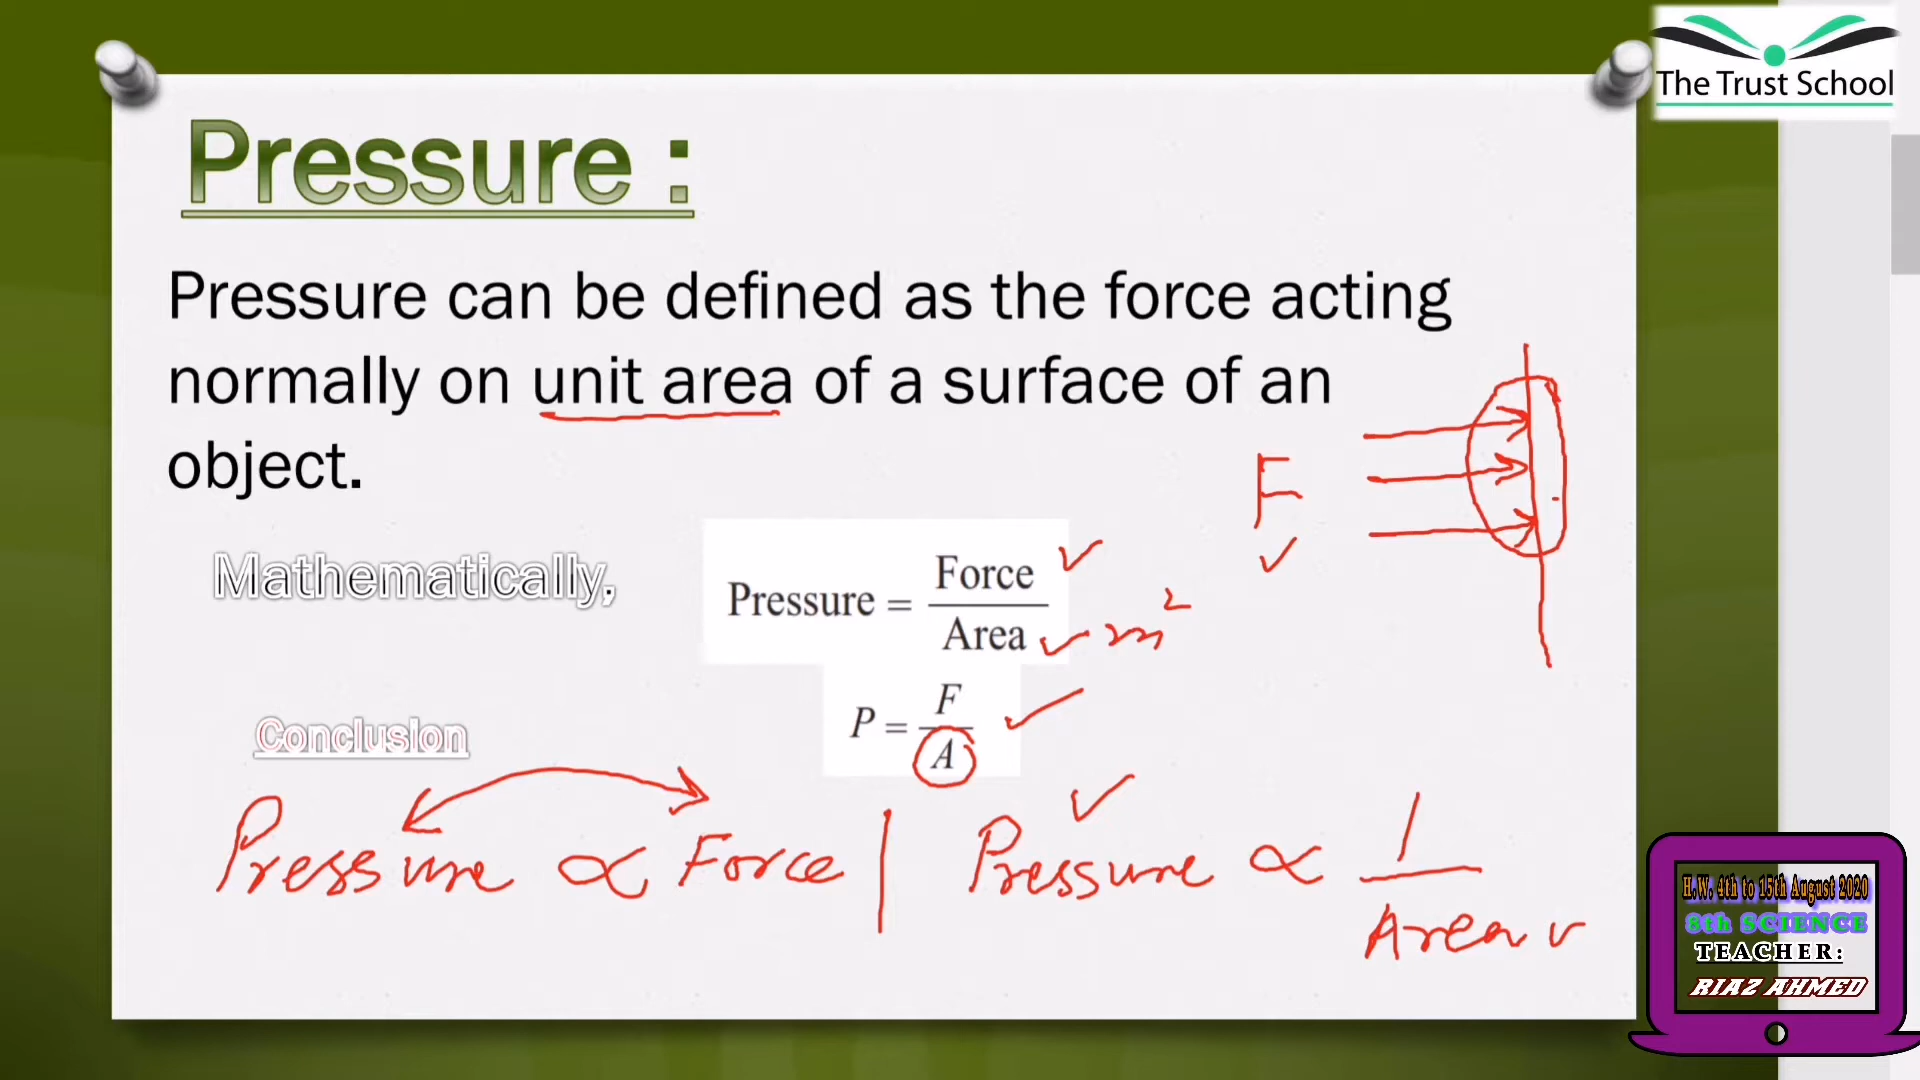 The Trust School
Pressure :
Pressure can be defined as the force acting
normally on unit area of a surface of an
object.
F
Mathematically,
Pressure = Force / Area m²
P = F / A
Conclusion
Pressure ∝ Force | Pressure ∝ 1 / Area
H.W. 4th to 15th August 2020
8th SCIENCE
TEACHER:
RIAZ AHMED